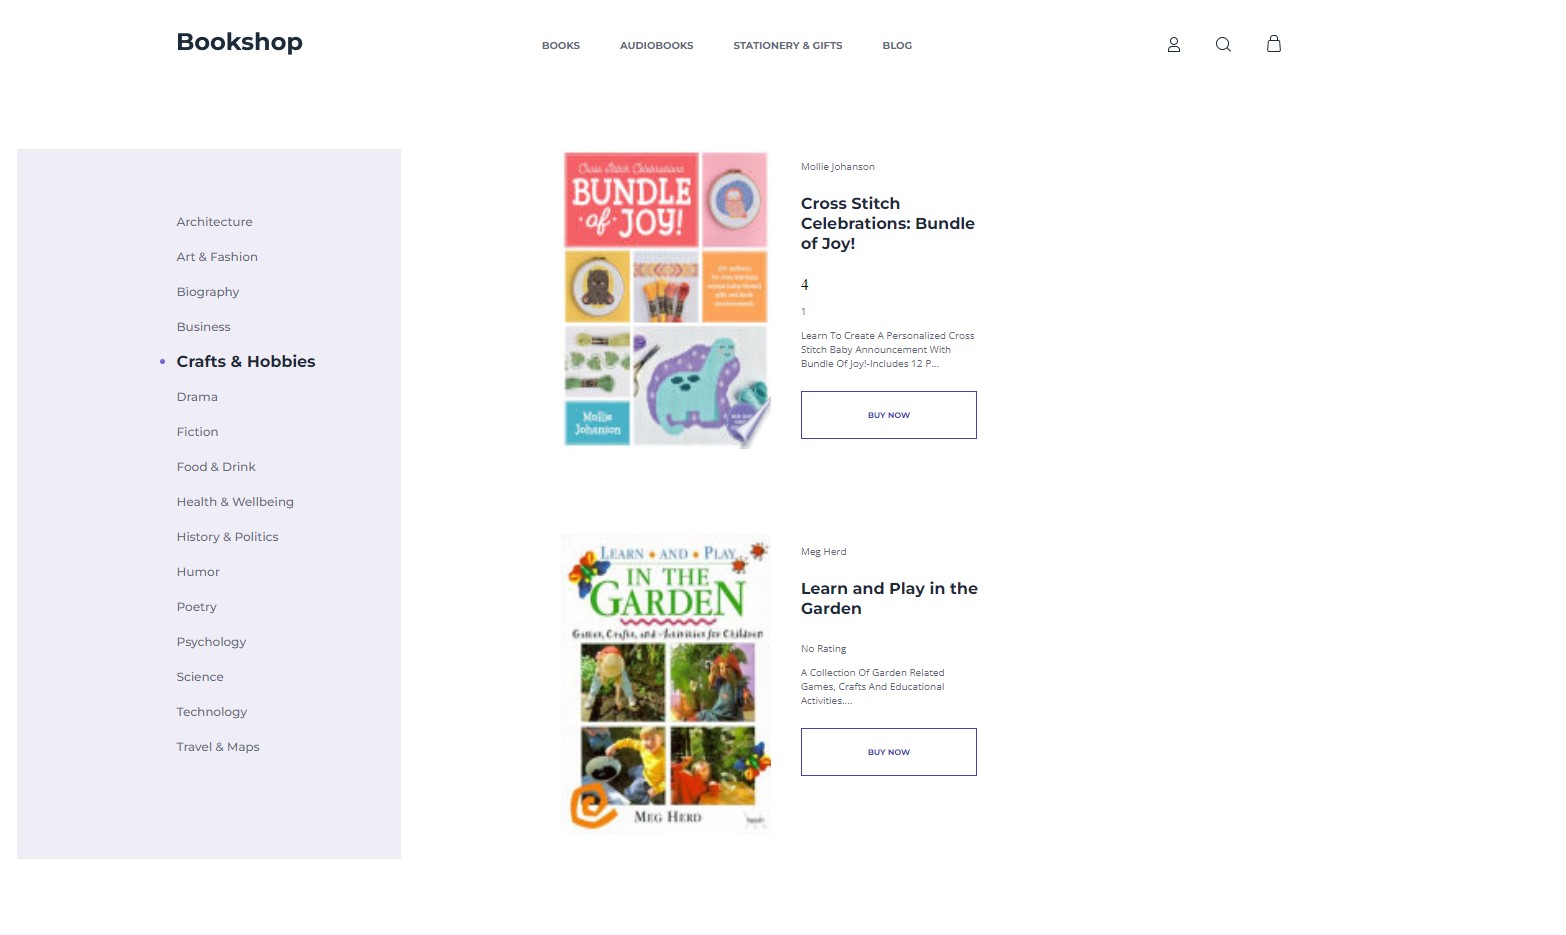 Bookshop
BOOKS
AUDIOBOOKS
STATIONERY & GIFTS
BLOG
Architecture
Art & Fashion
Biography
Business
Crafts & Hobbies
Drama
Fiction
Food & Drink
Health & Wellbeing
History & Politics
Humor
Poetry
Psychology
Science
Technology
Travel & Maps
Cross Stitch Celebrations
BUNDLE
of JOY!
Mollie
Johanson
Mollie Johanson
Cross Stitch
Celebrations: Bundle
of Joy!
4
1
Learn To Create A Personalized Cross
Stitch Baby Announcement With
Bundle Of Joy!-Includes 12 P...
BUY NOW
LEARN AND PLAY
IN THE
GARDEN
Games, Crafts, and Activities for Children
MEG HERD
Meg Herd
Learn and Play in the
Garden
No Rating
A Collection Of Garden Related
Games, Crafts And Educational
Activities....
BUY NOW